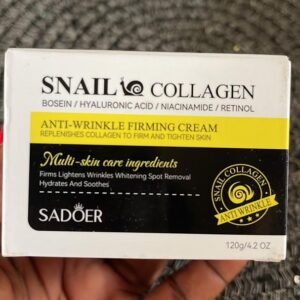 SNAIL COLLAGEN
BOSEIN / HYALURONIC ACID / NIACINAMIDE / RETINOL
ANTI-WRINKLE FIRMING CREAM
REPLENISHES COLLAGEN TO FIRM AND TIGHTEN SKIN
Multi-skin care ingredients
Firms Lightens Wrinkles Whitening Spot Removal
Hydrates And Soothes
SNAIL COLLAGEN
ANTI WRINKLE
SADOER
120g/4.2 OZ